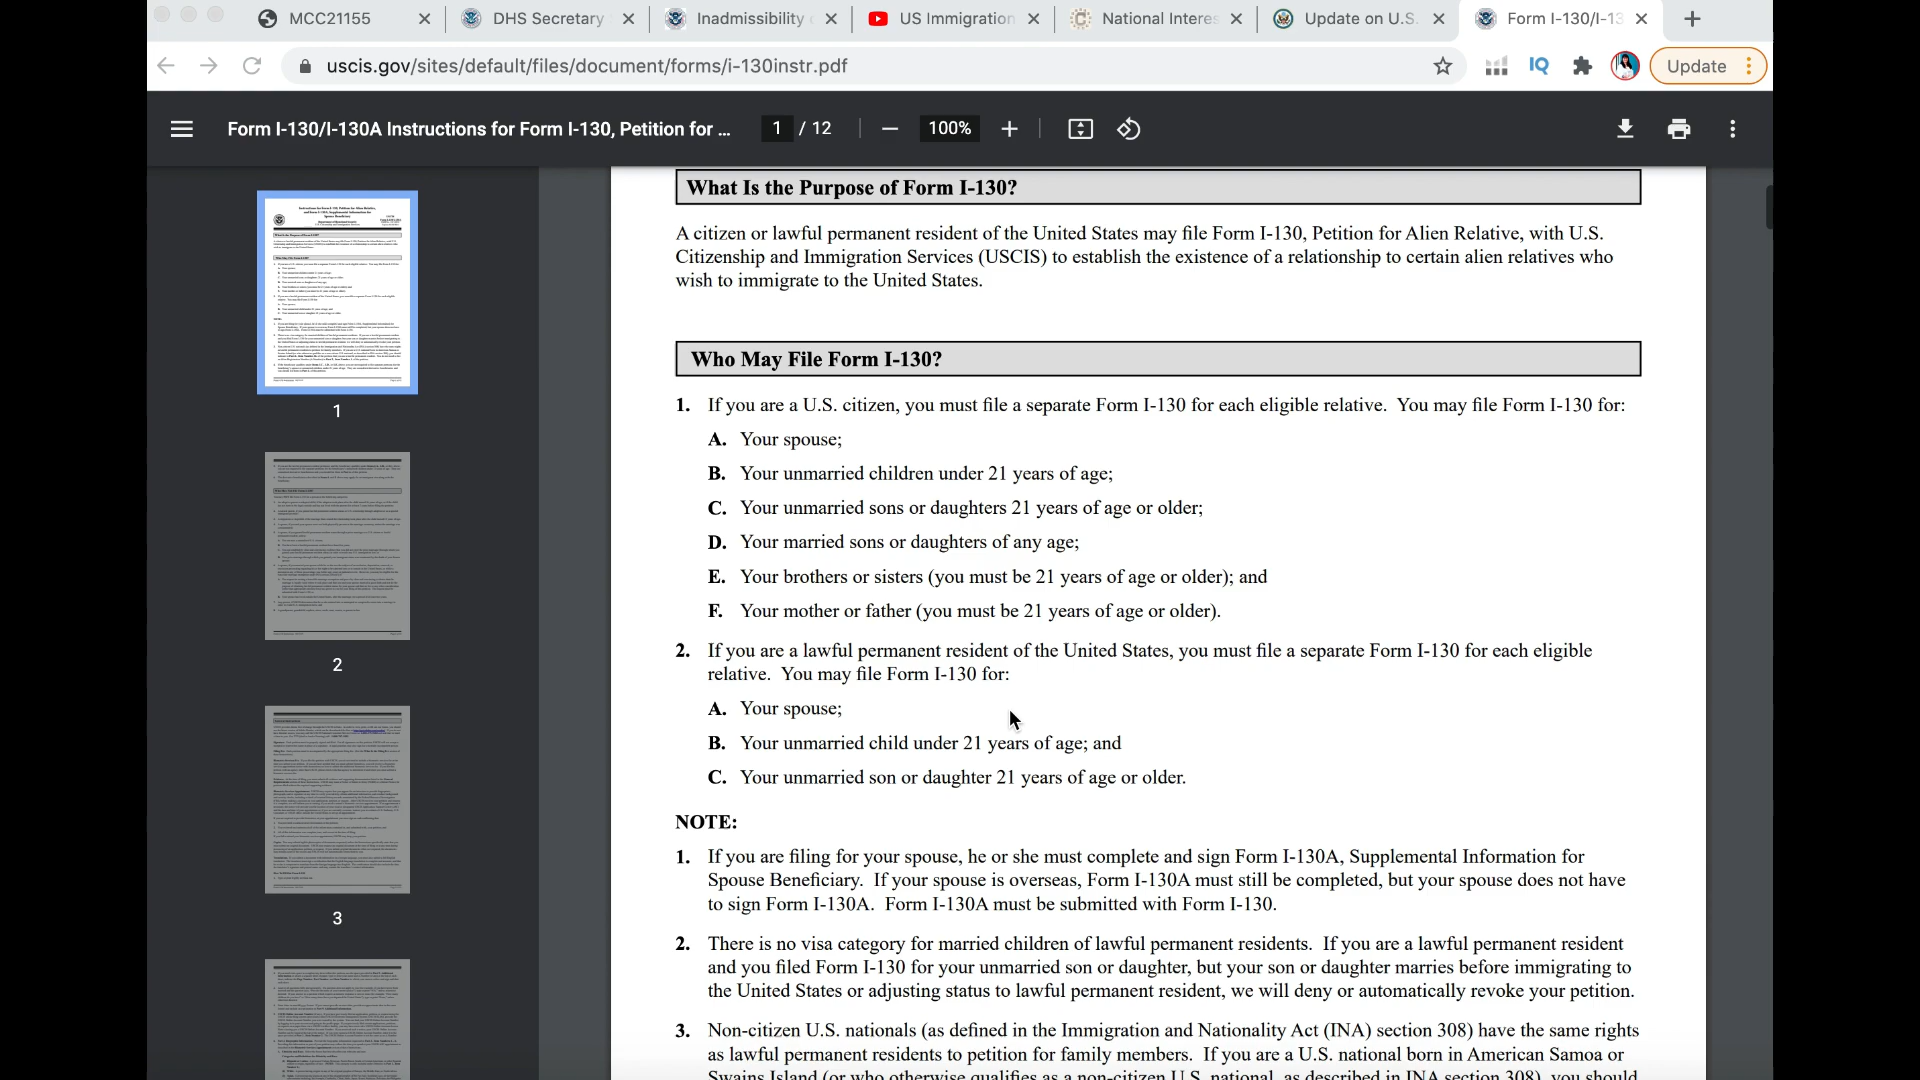 MCC21155
DHS Secretary
Inadmissibility
US Immigration
National Interes
Update on U.S.
Form I-130/I-13
uscis.gov/sites/default/files/document/forms/i-130instr.pdf
IQ
Update
Form I-130/I-130A Instructions for Form I-130, Petition for ...
1 / 12
100%
What Is the Purpose of Form I-130?
A citizen or lawful permanent resident of the United States may file Form I-130, Petition for Alien Relative, with U.S.
Citizenship and Immigration Services (USCIS) to establish the existence of a relationship to certain alien relatives who
wish to immigrate to the United States.
Who May File Form I-130?
1. If you are a U.S. citizen, you must file a separate Form I-130 for each eligible relative. You may file Form I-130 for:
A. Your spouse;
B. Your unmarried children under 21 years of age;
C. Your unmarried sons or daughters 21 years of age or older;
D. Your married sons or daughters of any age;
E. Your brothers or sisters (you must be 21 years of age or older); and
F. Your mother or father (you must be 21 years of age or older).
2. If you are a lawful permanent resident of the United States, you must file a separate Form I-130 for each eligible
relative. You may file Form I-130 for:
A. Your spouse;
B. Your unmarried child under 21 years of age; and
C. Your unmarried son or daughter 21 years of age or older.
NOTE:
1. If you are filing for your spouse, he or she must complete and sign Form I-130A, Supplemental Information for
Spouse Beneficiary. If your spouse is overseas, Form I-130A must still be completed, but your spouse does not have
to sign Form I-130A. Form I-130A must be submitted with Form I-130.
2. There is no visa category for married children of lawful permanent residents. If you are a lawful permanent resident
and you filed Form I-130 for your unmarried son or daughter, but your son or daughter marries before immigrating to
the United States or adjusting status to lawful permanent resident, we will deny or automatically revoke your petition.
3. Non-citizen U.S. nationals (as defined in the Immigration and Nationality Act (INA) section 308) have the same rights
as lawful permanent residents to petition for family members. If you are a U.S. national born in American Samoa or
Swains Island (or who otherwise qualifies as a non-citizen U.S. national, as described in INA section 308), you should
1
2
3